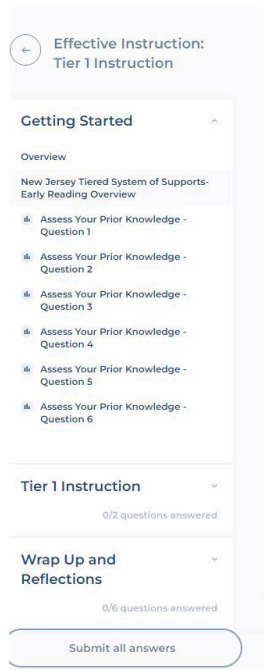 Effective Instruction:
Tier 1 Instruction
Getting Started
Overview
New Jersey Tiered System of Supports-
Early Reading Overview
Assess Your Prior Knowledge -
Question 1
Assess Your Prior Knowledge -
Question 2
Assess Your Prior Knowledge -
Question 3
Assess Your Prior Knowledge -
Question 4
Assess Your Prior Knowledge -
Question 5
Assess Your Prior Knowledge -
Question 6
Tier 1 Instruction
0/2 questions answered
Wrap Up and
Reflections
0/6 questions answered
Submit all answers